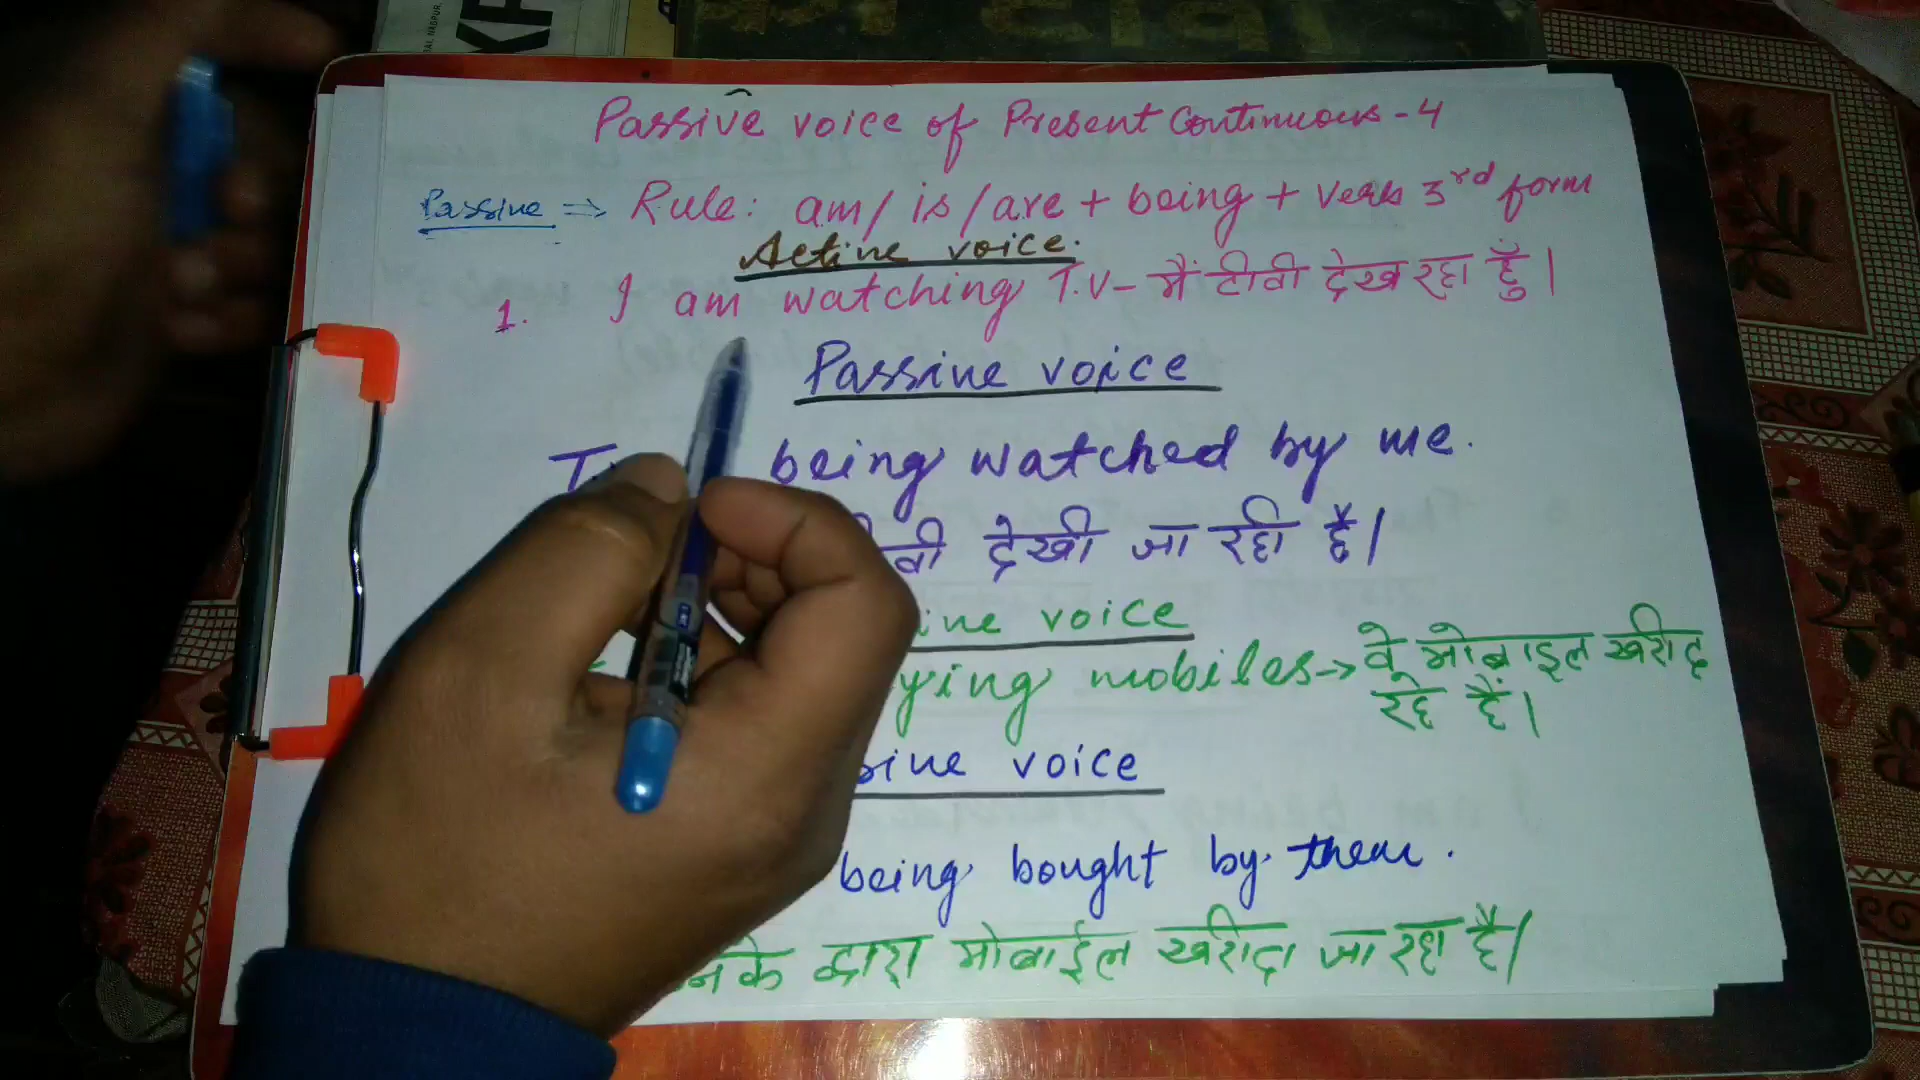 Passive voice of Present Continuous - 4
Passive ⇒ Rule: am/ is /are + being + Verb 3rd form
Active voice.
1. I am watching T.V - मैं टीवी देख रहा हूँ।
Passive voice
being watched by me.
देखी जा रही है।
voice
mobiles → वे मोबाइल खरीद
रहे हैं।
voice
being bought by them.
द्वारा मोबाईल खरीदा जा रहा है।